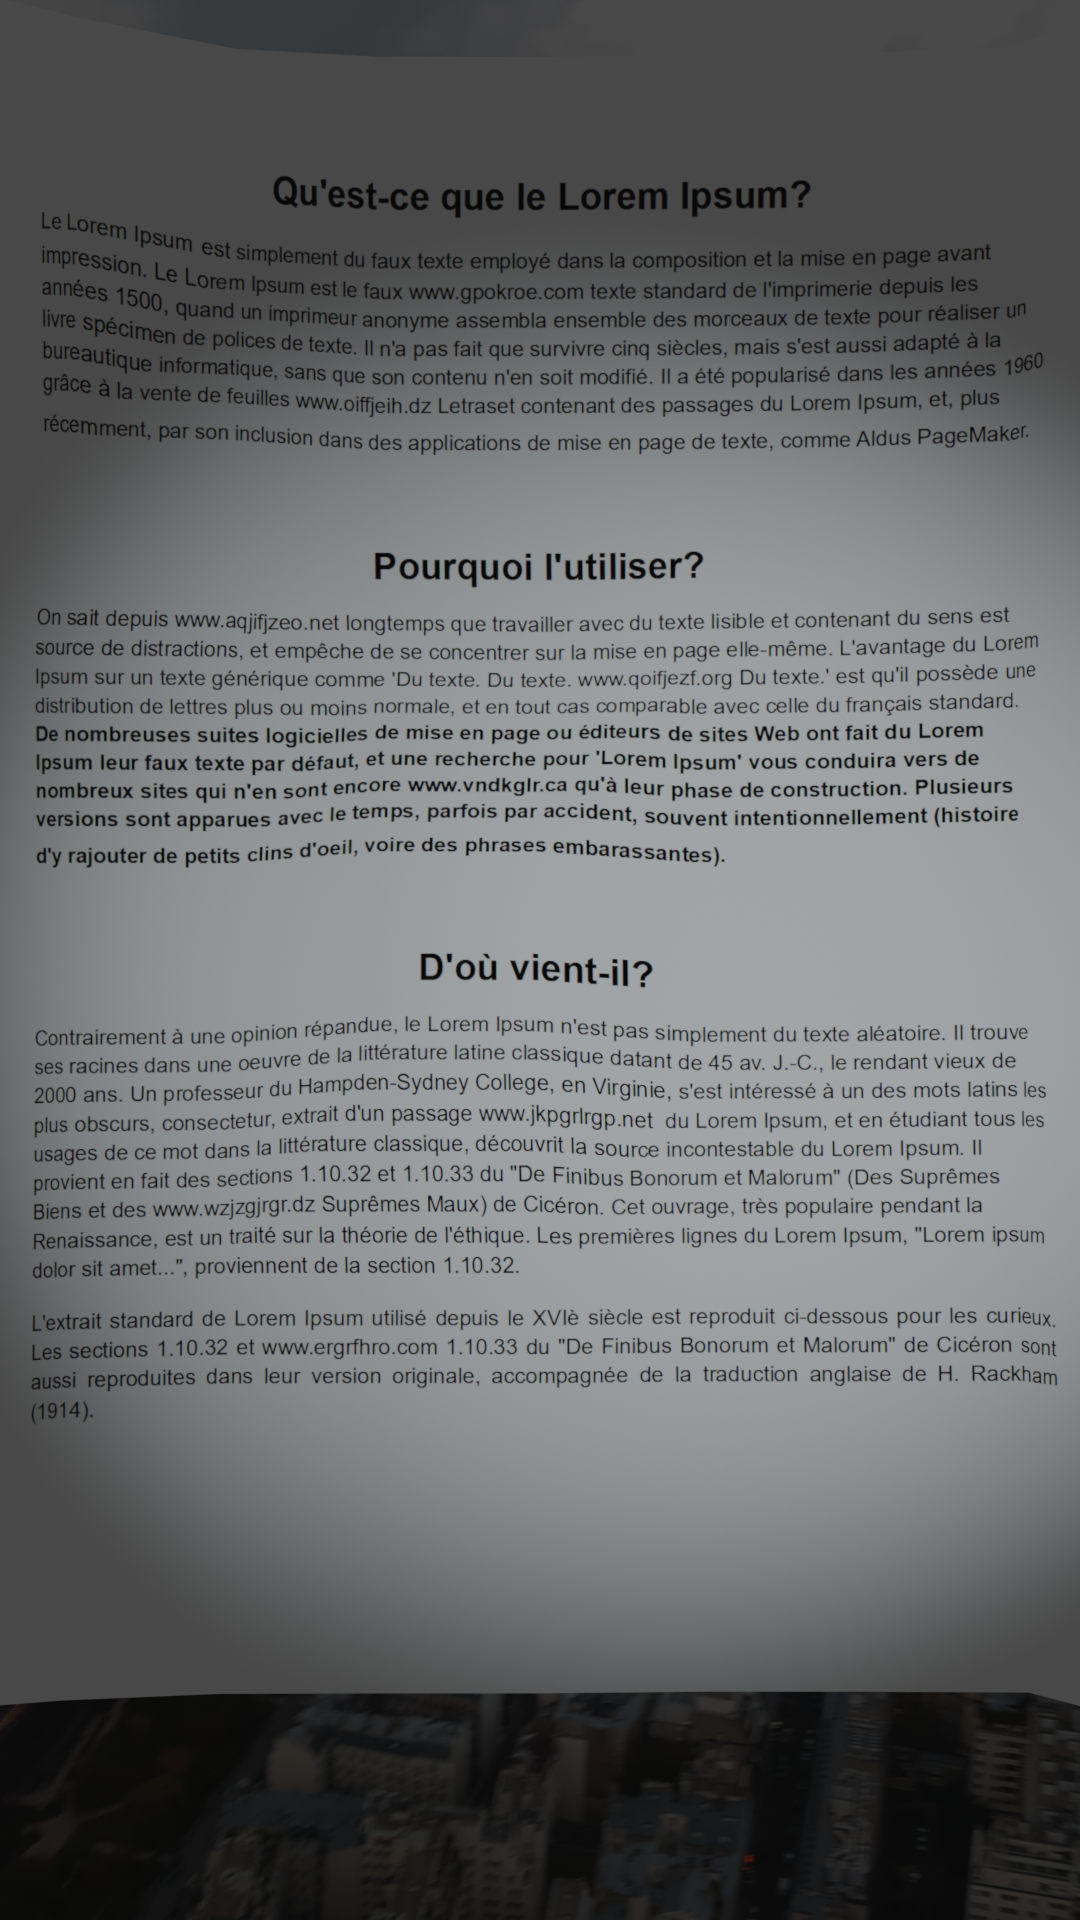 Qu'est-ce que le Lorem Ipsum?
Le Lorem Ipsum est simplement du faux texte employé dans la composition et la mise en page avant
impression. Le Lorem Ipsum est le faux www.gpokroe.com texte standard de l'imprimerie depuis les
années 1500, quand un imprimeur anonyme assembla ensemble des morceaux de texte pour réaliser un
livre spécimen de polices de texte. Il n'a pas fait que survivre cinq siècles, mais s'est aussi adapté à la
bureautique informatique, sans que son contenu n'en soit modifié. Il a été popularisé dans les années 1960
grâce à la vente de feuilles www.oiffjeih.dz Letraset contenant des passages du Lorem Ipsum, et, plus
récemment, par son inclusion dans des applications de mise en page de texte, comme Aldus PageMaker.
Pourquoi l'utiliser?
On sait depuis www.aqjifjzeo.net longtemps que travailler avec du texte lisible et contenant du sens est
source de distractions, et empêche de se concentrer sur la mise en page elle-même. L'avantage du Lorem
Ipsum sur un texte générique comme 'Du texte. Du texte. www.qoifjezf.org Du texte.' est qu'il possède une
distribution de lettres plus ou moins normale, et en tout cas comparable avec celle du français standard.
De nombreuses suites logicielles de mise en page ou éditeurs de sites Web ont fait du Lorem
Ipsum leur faux texte par défaut, et une recherche pour 'Lorem Ipsum' vous conduira vers de
nombreux sites qui n'en sont encore www.vndkglr.ca qu'à leur phase de construction. Plusieurs
versions sont apparues avec le temps, parfois par accident, souvent intentionnellement (histoire
d'y rajouter de petits clins d'oeil, voire des phrases embarassantes).
D'où vient-il?
Contrairement à une opinion répandue, le Lorem Ipsum n'est pas simplement du texte aléatoire. Il trouve
ses racines dans une oeuvre de la littérature latine classique datant de 45 av. J.-C., le rendant vieux de
2000 ans. Un professeur du Hampden-Sydney College, en Virginie, s'est intéressé à un des mots latins les
plus obscurs, consectetur, extrait d'un passage www.jkpgrlrgp.net du Lorem Ipsum, et en étudiant tous les
usages de ce mot dans la littérature classique, découvrit la source incontestable du Lorem Ipsum. Il
provient en fait des sections 1.10.32 et 1.10.33 du "De Finibus Bonorum et Malorum" (Des Suprêmes
Biens et des www.wzjzgjrgr.dz Suprêmes Maux) de Cicéron. Cet ouvrage, très populaire pendant la
Renaissance, est un traité sur la théorie de l'éthique. Les premières lignes du Lorem Ipsum, "Lorem ipsum
dolor sit amet...", proviennent de la section 1.10.32.
L'extrait standard de Lorem Ipsum utilisé depuis le XVIè siècle est reproduit ci-dessous pour les curieux.
Les sections 1.10.32 et www.ergrfhro.com 1.10.33 du "De Finibus Bonorum et Malorum" de Cicéron sont
aussi reproduites dans leur version originale, accompagnée de la traduction anglaise de H. Rackham
(1914).